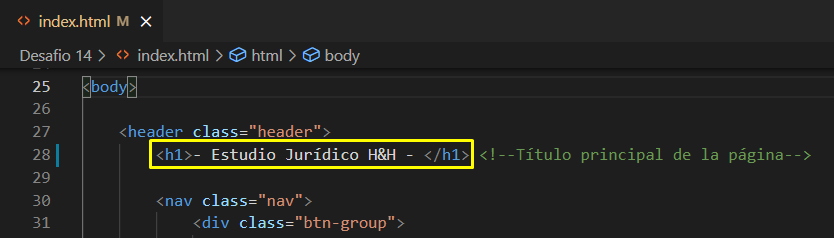 index.html M ×
Desafio 14 > index.html > html > body
25 <body>
26
27 <header class="header">
28 <h1>- Estudio Jurídico H&H - </h1> <!--Título principal de la página-->
29
30 <nav class="nav">
31 <div class="btn-group">